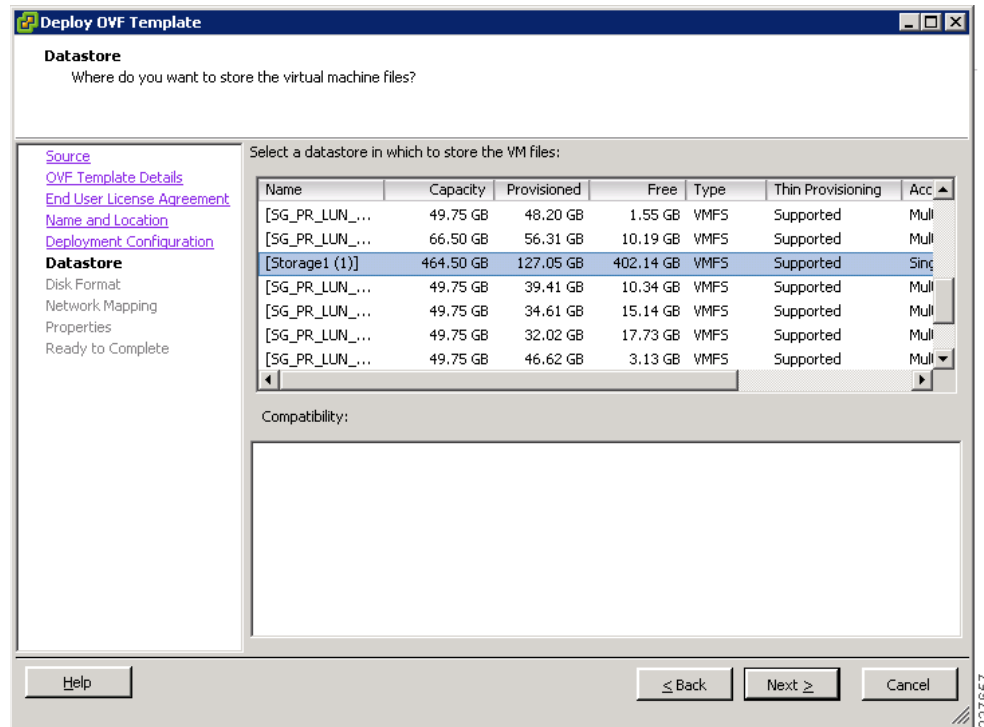 Deploy OVF Template
Datastore
Where do you want to store the virtual machine files?
Source
OVF Template Details
End User License Agreement
Name and Location
Deployment Configuration
Datastore
Disk Format
Network Mapping
Properties
Ready to Complete
Select a datastore in which to store the VM files:
Name Capacity Provisioned Free Type Thin Provisioning Acc
[SG_PR_LUN_... 49.75 GB 48.20 GB 1.55 GB VMFS Supported Mul
[SG_PR_LUN_... 66.50 GB 56.31 GB 10.19 GB VMFS Supported Mul
[Storage1 (1)] 464.50 GB 127.05 GB 402.14 GB VMFS Supported Sing
[SG_PR_LUN_... 49.75 GB 39.41 GB 10.34 GB VMFS Supported Mul
[SG_PR_LUN_... 49.75 GB 34.61 GB 15.14 GB VMFS Supported Mul
[SG_PR_LUN_... 49.75 GB 32.02 GB 17.73 GB VMFS Supported Mul
[SG_PR_LUN_... 49.75 GB 46.62 GB 3.13 GB VMFS Supported Mul
Compatibility:
Help
< Back
Next >
Cancel